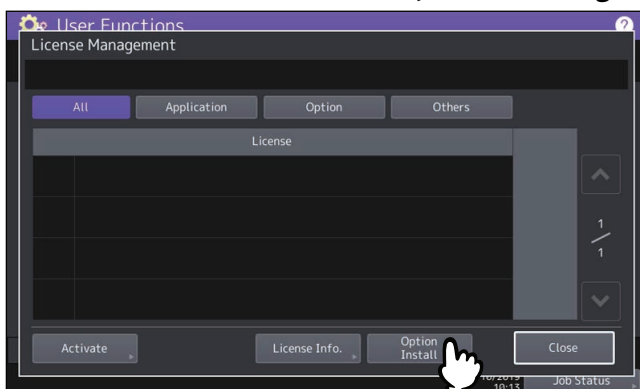 User Functions
?
License Management
All
Application
Option
Others
License
1
1
Activate
License Info.
Option
Install
Close
10:13
Job Status